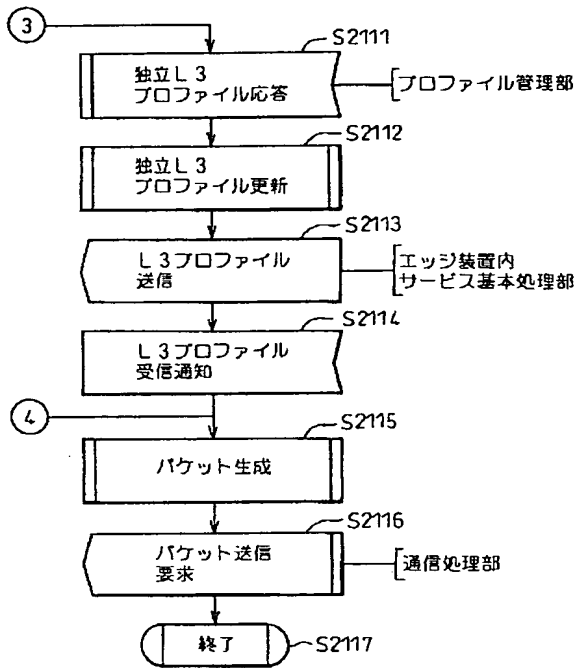 3
S2111
独立L3
プロファイル応答
プロファイル管理部
S2112
独立L3
プロファイル更新
S2113
L3プロファイル
送信
エッジ装置内
サービス基本処理部
S2114
L3プロファイル
受信通知
4
S2115
パケット生成
S2116
パケット送信
要求
通信処理部
終了
S2117